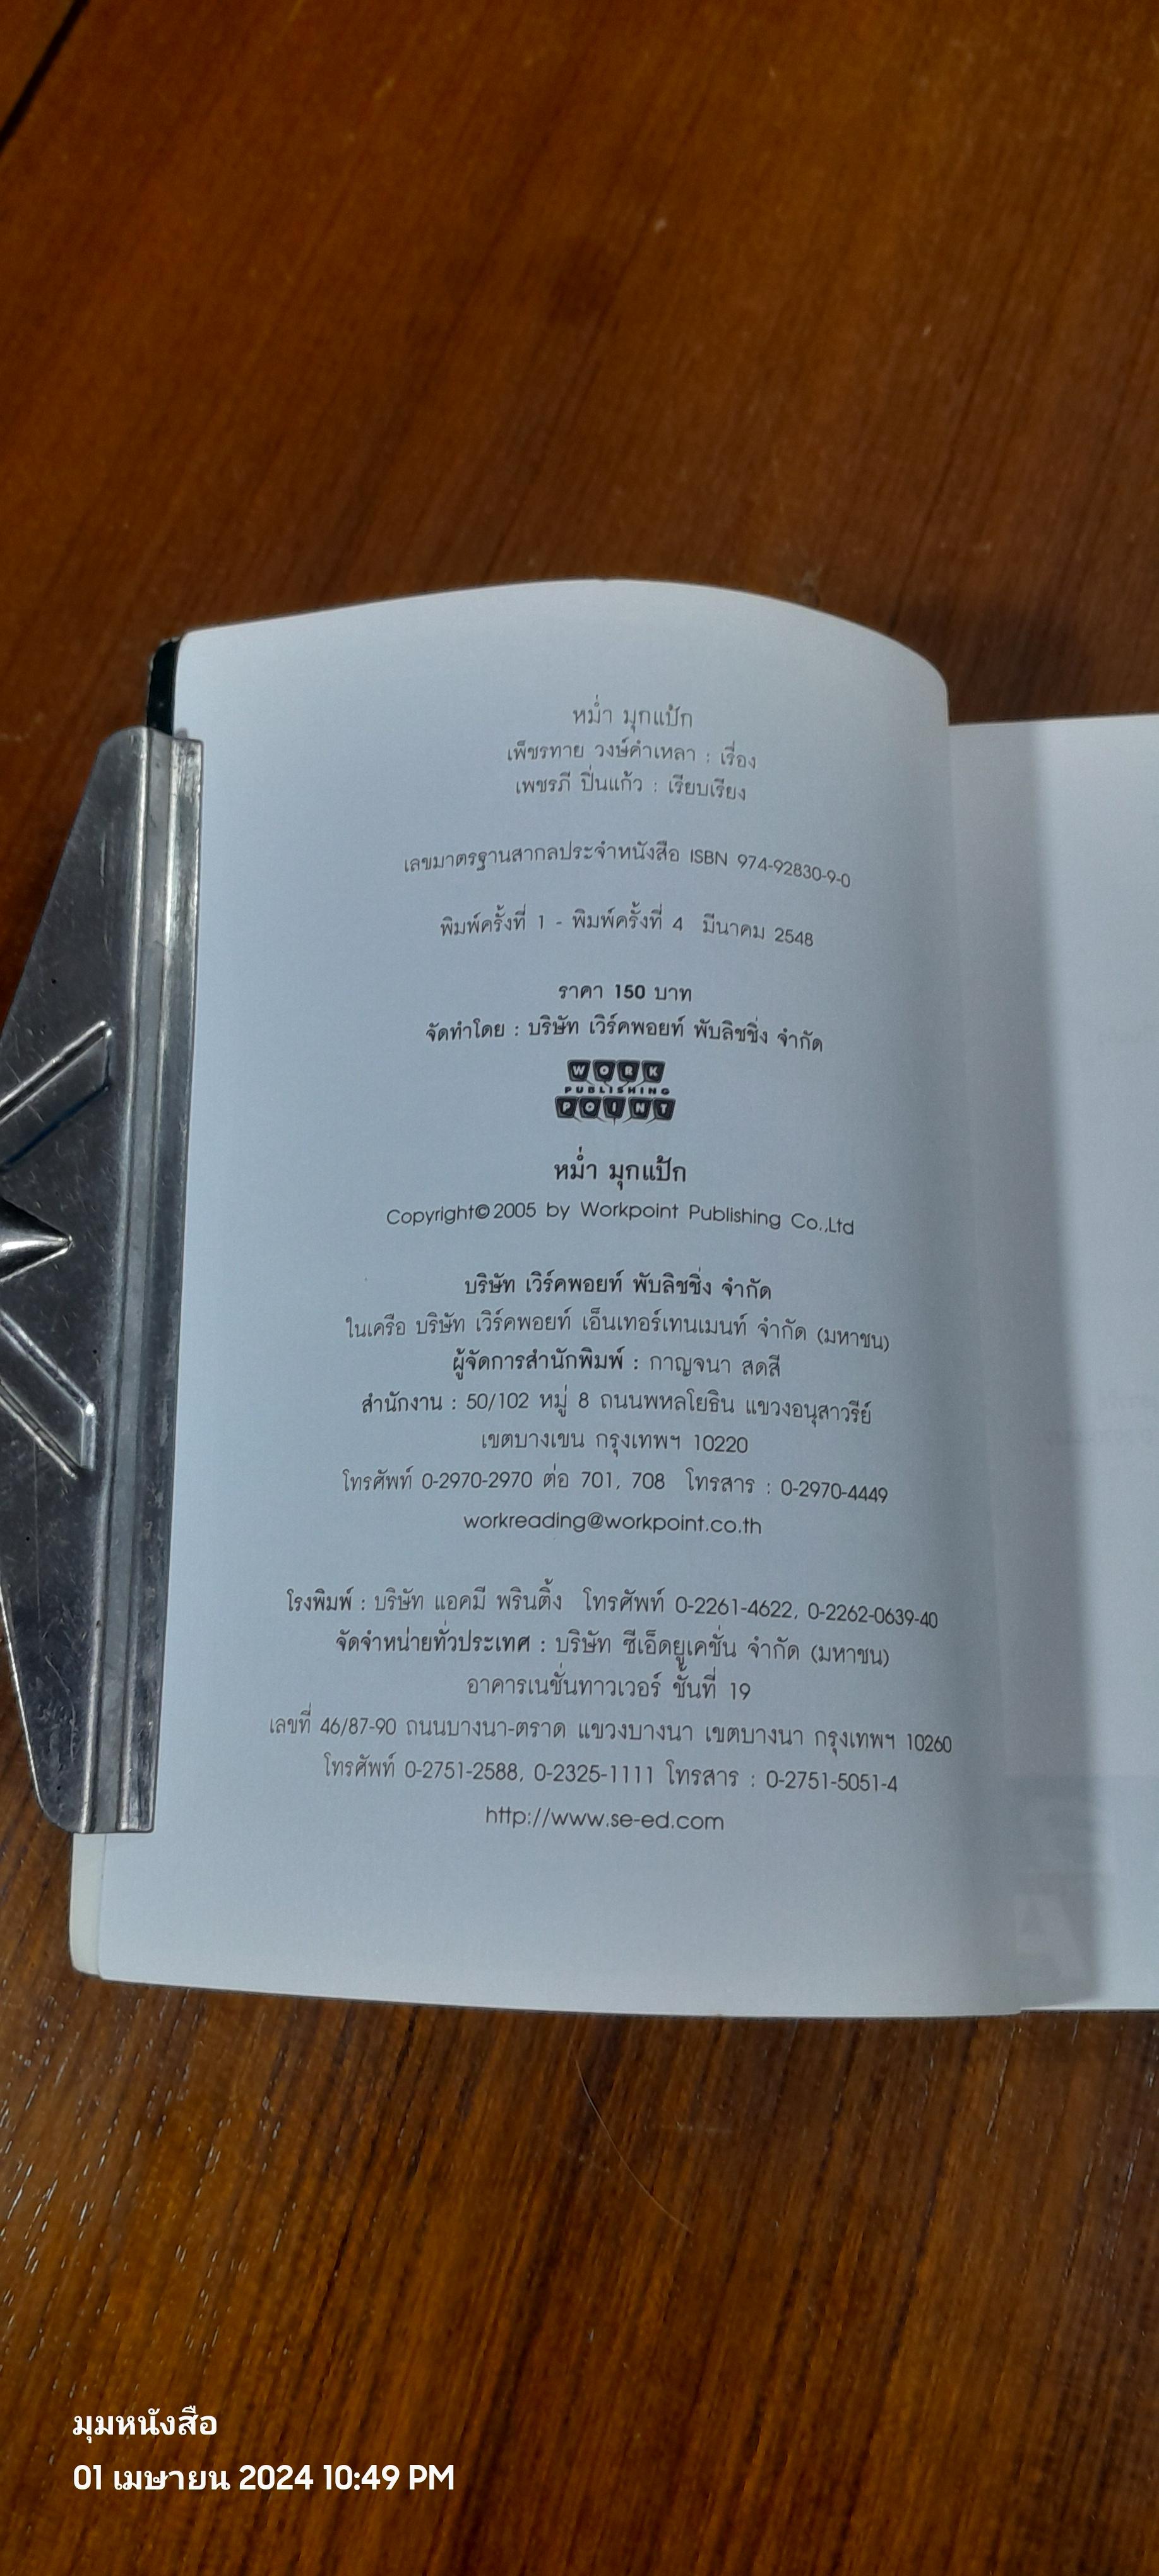 หม่ำ มุกแป้ก
เพ็ชรทาย วงษ์คำเหลา : เรื่อง
เพชรภี ปิ่นแก้ว : เรียบเรียง
เลขมาตรฐานสากลประจำหนังสือ ISBN 974-92830-9-0
พิมพ์ครั้งที่ 1 - พิมพ์ครั้งที่ 4 มีนาคม 2548
ราคา 150 บาท
จัดทำโดย : บริษัท เวิร์คพอยท์ พับลิชชิ่ง จำกัด
WORK
PUBLISHING
POINT
หม่ำ มุกแป้ก
Copyright© 2005 by Workpoint Publishing Co.,Ltd
บริษัท เวิร์คพอยท์ พับลิชชิ่ง จำกัด
ในเครือ บริษัท เวิร์คพอยท์ เอ็นเทอร์เทนเมนท์ จำกัด (มหาชน)
ผู้จัดการสำนักพิมพ์ : กาญจนา สดสี
สำนักงาน : 50/102 หมู่ 8 ถนนพหลโยธิน แขวงอนุสาวรีย์
เขตบางเขน กรุงเทพฯ 10220
โทรศัพท์ 0-2970-2970 ต่อ 701, 708 โทรสาร : 0-2970-4449
workreading@workpoint.co.th
โรงพิมพ์ : บริษัท แอคมี พรินติ้ง โทรศัพท์ 0-2261-4622, 0-2262-0639-40
จัดจำหน่ายทั่วประเทศ : บริษัท ซีเอ็ดยูเคชั่น จำกัด (มหาชน)
อาคารเนชั่นทาวเวอร์ ชั้นที่ 19
เลขที่ 46/87-90 ถนนบางนา-ตราด แขวงบางนา เขตบางนา กรุงเทพฯ 10260
โทรศัพท์ 0-2751-2588, 0-2325-1111 โทรสาร : 0-2751-5051-4
http://www.se-ed.com
มุมหนังสือ
01 เมษายน 2024 10:49 PM